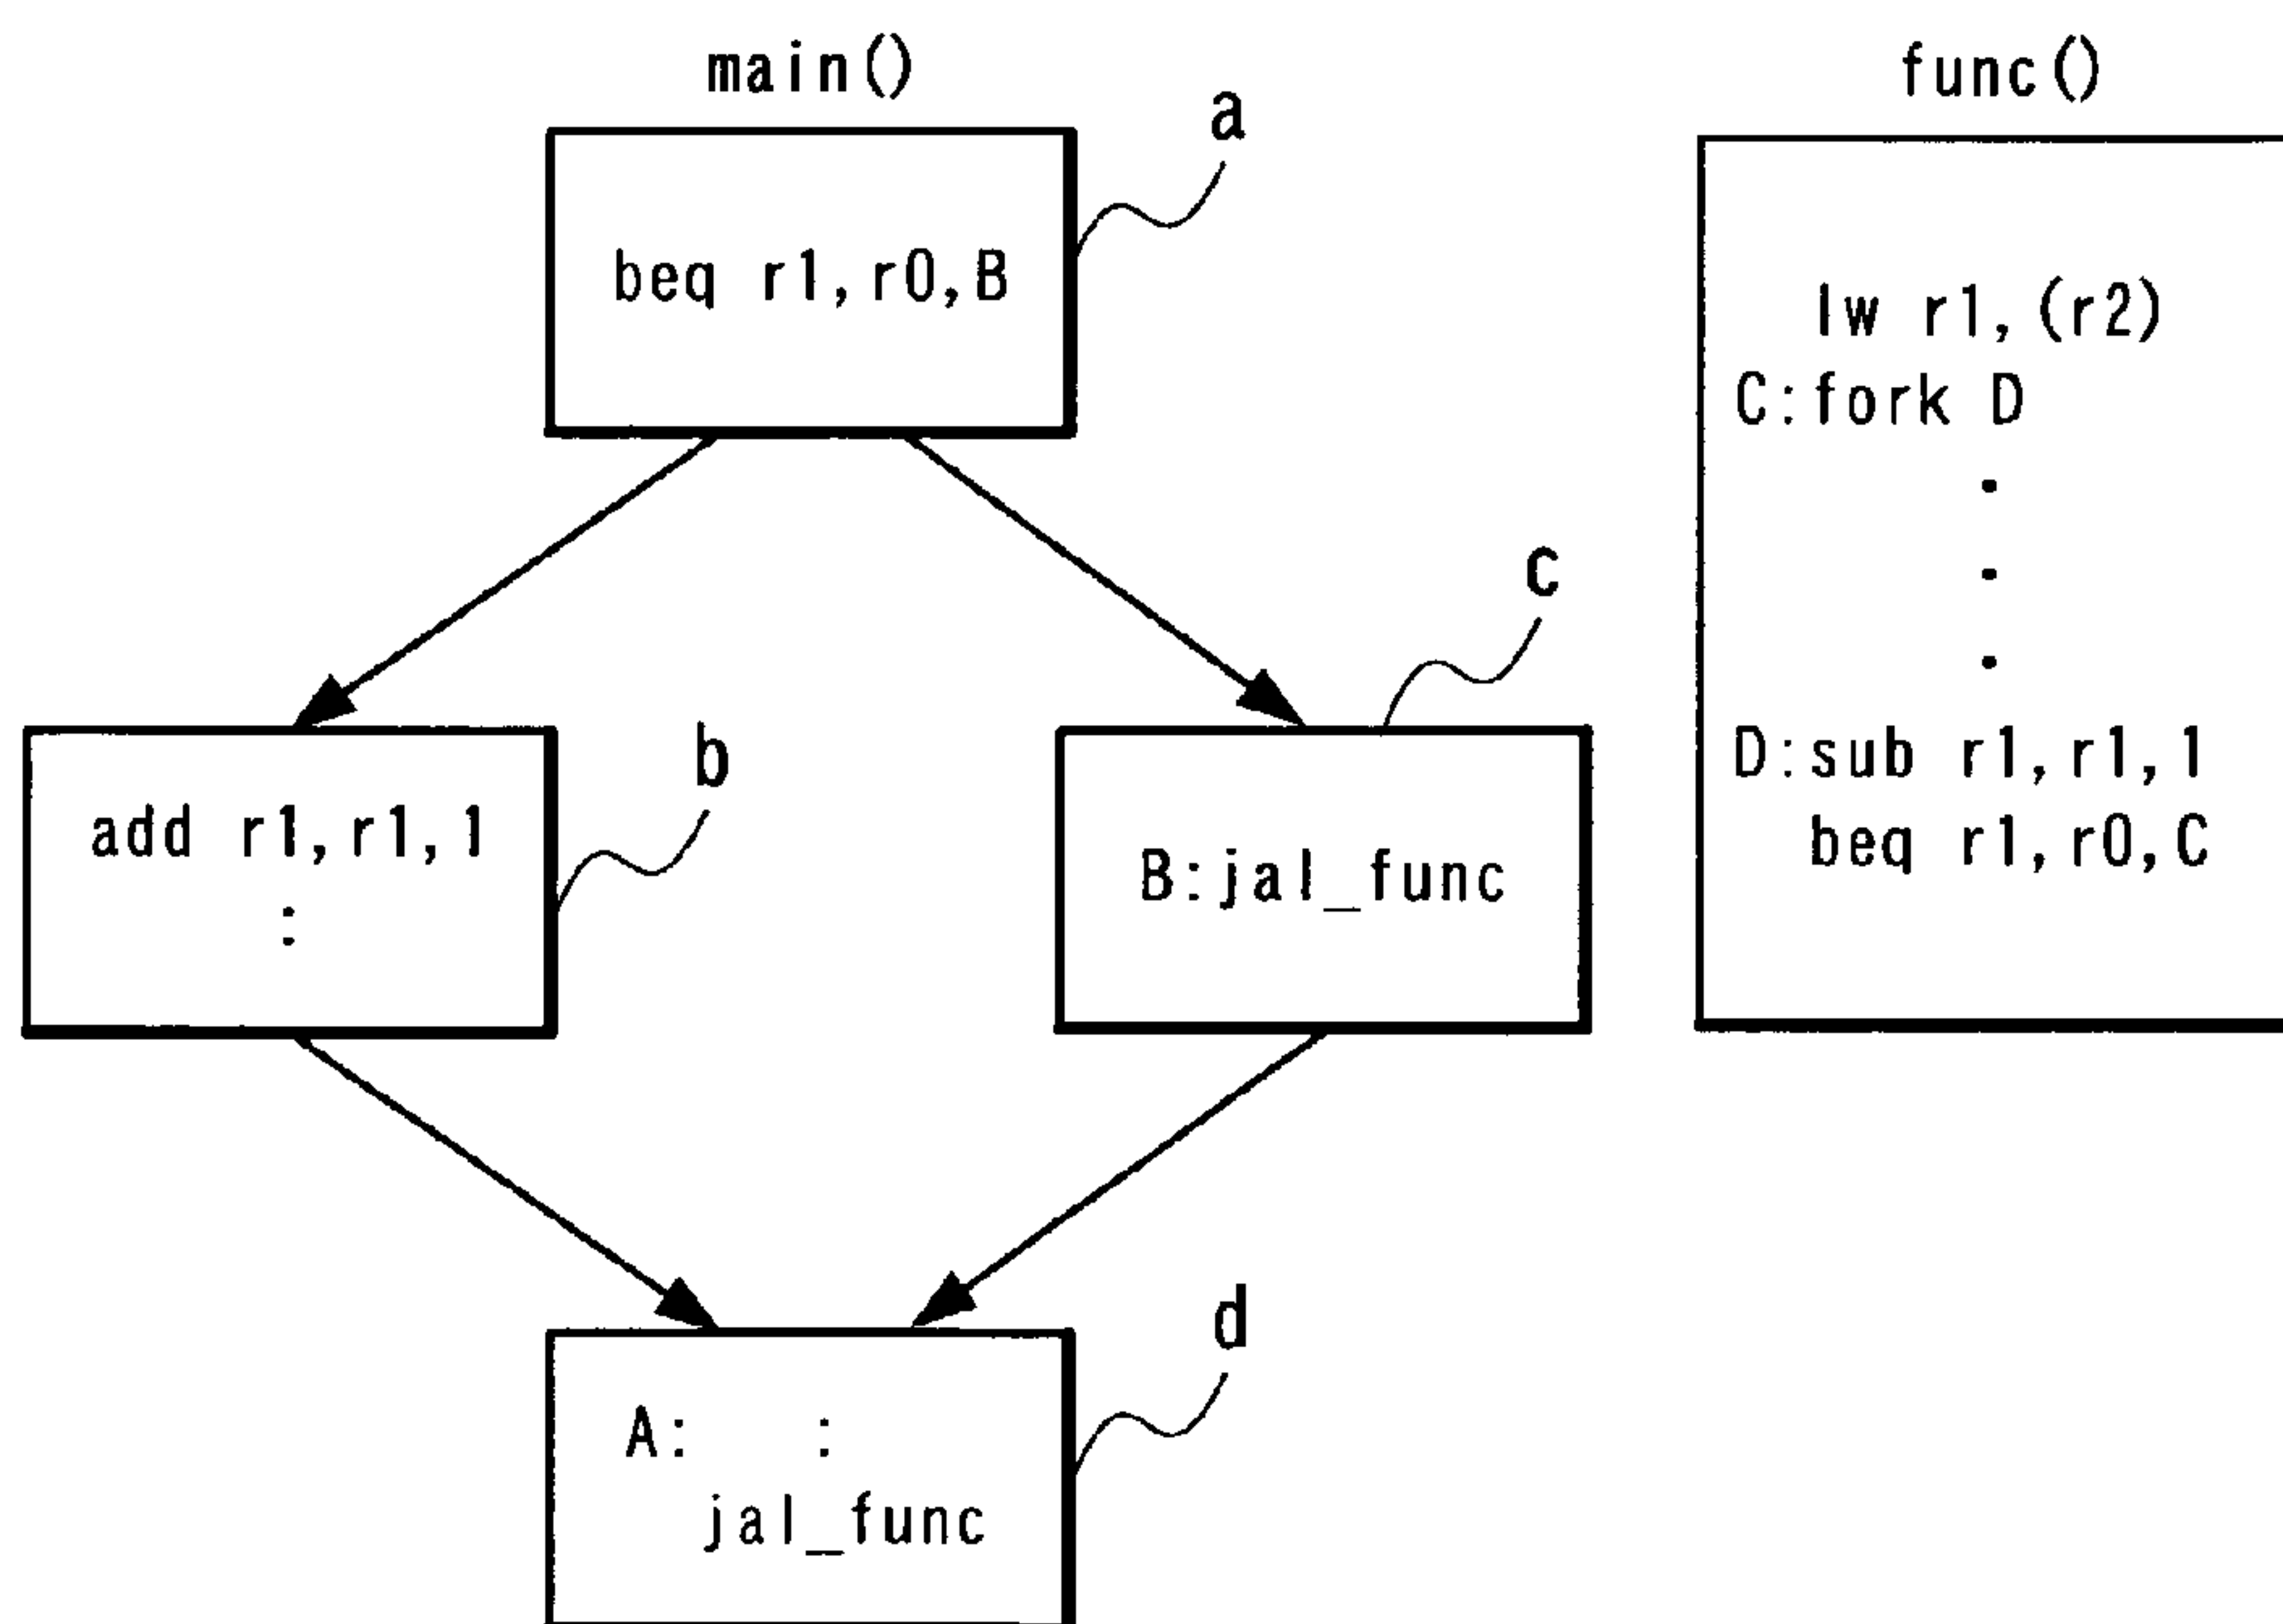 main()
a
beq r1,r0,B
b
add r1,r1,1
:
c
B:jal_func
d
A: :
jal_func
func()
lw r1,(r2)
C:fork D
.
.
.
D:sub r1,r1,1
beq r1,r0,C